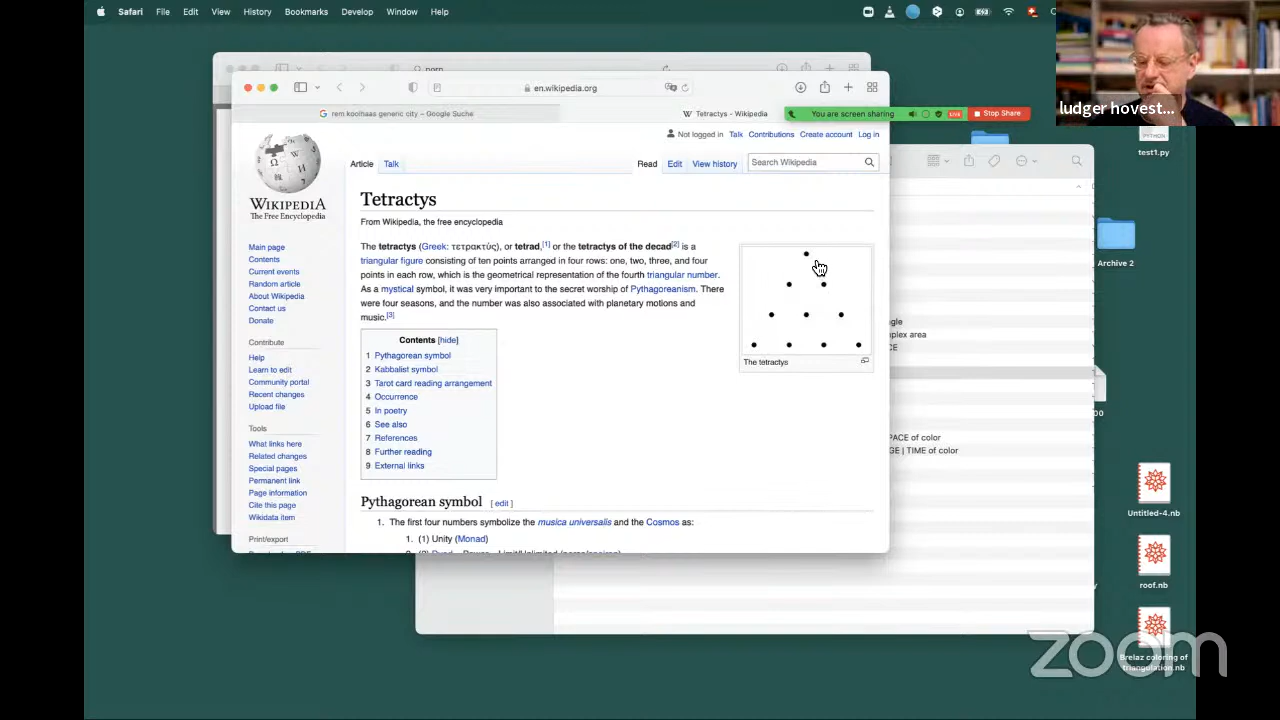 Safari File Edit View History Bookmarks Develop Window Help
ludger hovest...
en.wikipedia.org
rem koolhaas generic city – Google Suche
Tetractys - Wikipedia
You are screen sharing
LIVE
Stop Share
test1.py
Not logged in Talk Contributions Create account Log in
Article Talk
Read Edit View history
Search Wikipedia
WIKIPEDIA
The Free Encyclopedia
Tetractys
From Wikipedia, the free encyclopedia
The tetractys (Greek: τετρακτύς), or tetrad,[1] or the tetractys of the decad[2] is a
triangular figure consisting of ten points arranged in four rows: one, two, three, and four
points in each row, which is the geometrical representation of the fourth triangular number.
As a mystical symbol, it was very important to the secret worship of Pythagoreanism. There
were four seasons, and the number was also associated with planetary motions and
music.[3]
The tetractys
Contents [hide]
1 Pythagorean symbol
2 Kabbalist symbol
3 Tarot card reading arrangement
4 Occurrence
5 In poetry
6 See also
7 References
8 Further reading
9 External links
Pythagorean symbol [ edit ]
1. The first four numbers symbolize the musica universalis and the Cosmos as:
1. (1) Unity (Monad)
Main page
Contents
Current events
Random article
About Wikipedia
Contact us
Donate
Contribute
Help
Learn to edit
Community portal
Recent changes
Upload file
Tools
What links here
Related changes
Special pages
Permanent link
Page information
Cite this page
Wikidata item
Print/export
Archive 2
ngle
plex area
CE
PACE of color
GE | TIME of color
00
Untitled-4.nb
roof.nb
Brelaz coloring of
triangulation.nb
zoom